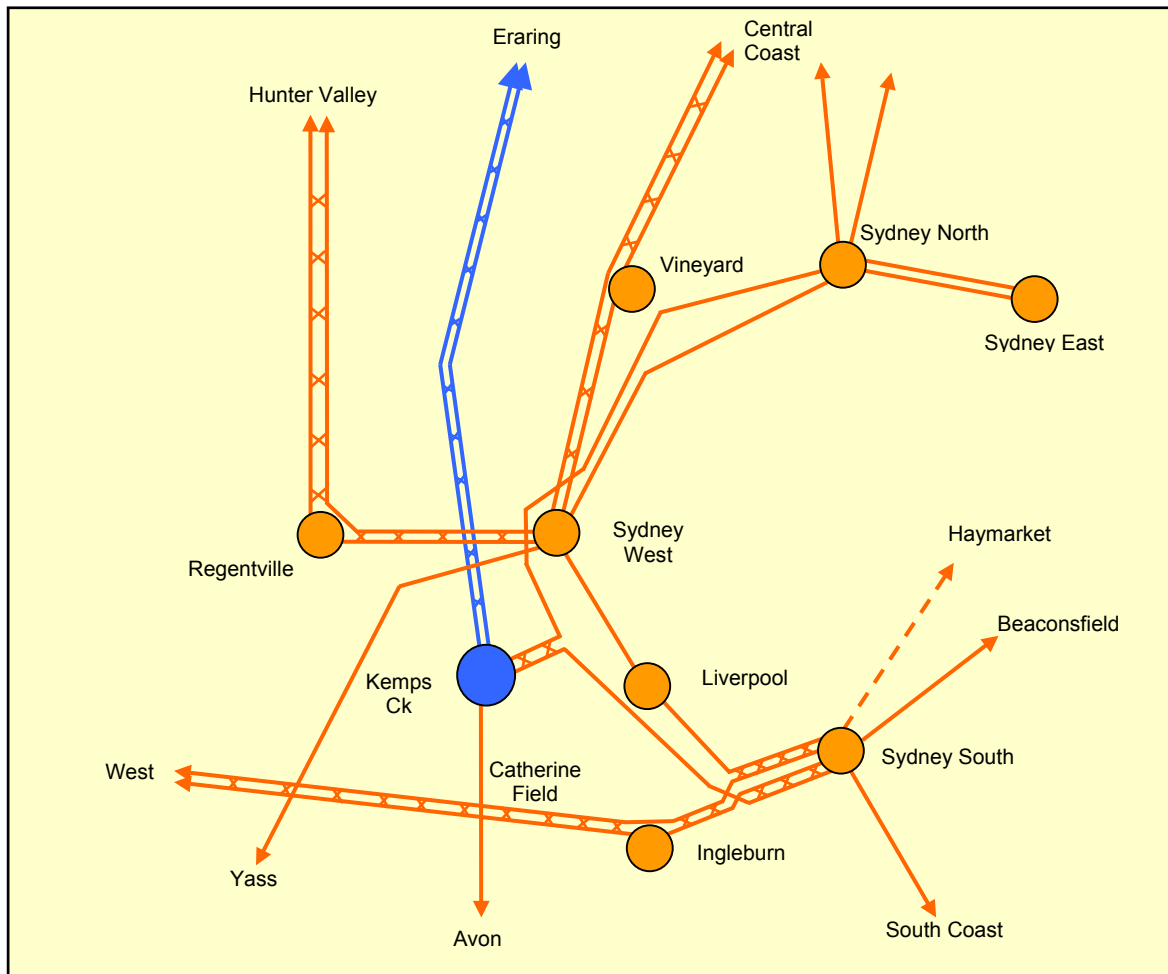 Eraring
Central
Coast
Hunter Valley
Sydney North
Vineyard
Sydney East
Sydney
West
Haymarket
Regentville
Beaconsfield
Kemps
Ck
Liverpool
Sydney South
West
Catherine
Field
Ingleburn
Yass
Avon
South Coast